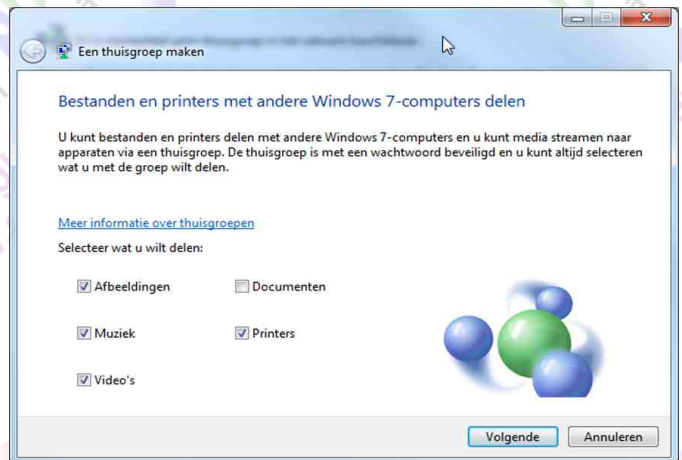 Een thuisgroep maken
Bestanden en printers met andere Windows 7-computers delen
U kunt bestanden en printers delen met andere Windows 7-computers en u kunt media streamen naar
apparaten via een thuisgroep. De thuisgroep is met een wachtwoord beveiligd en u kunt altijd selecteren
wat u met de groep wilt delen.
Meer informatie over thuisgroepen
Selecteer wat u wilt delen:
Afbeeldingen Documenten
Muziek Printers
Video's
Volgende Annuleren